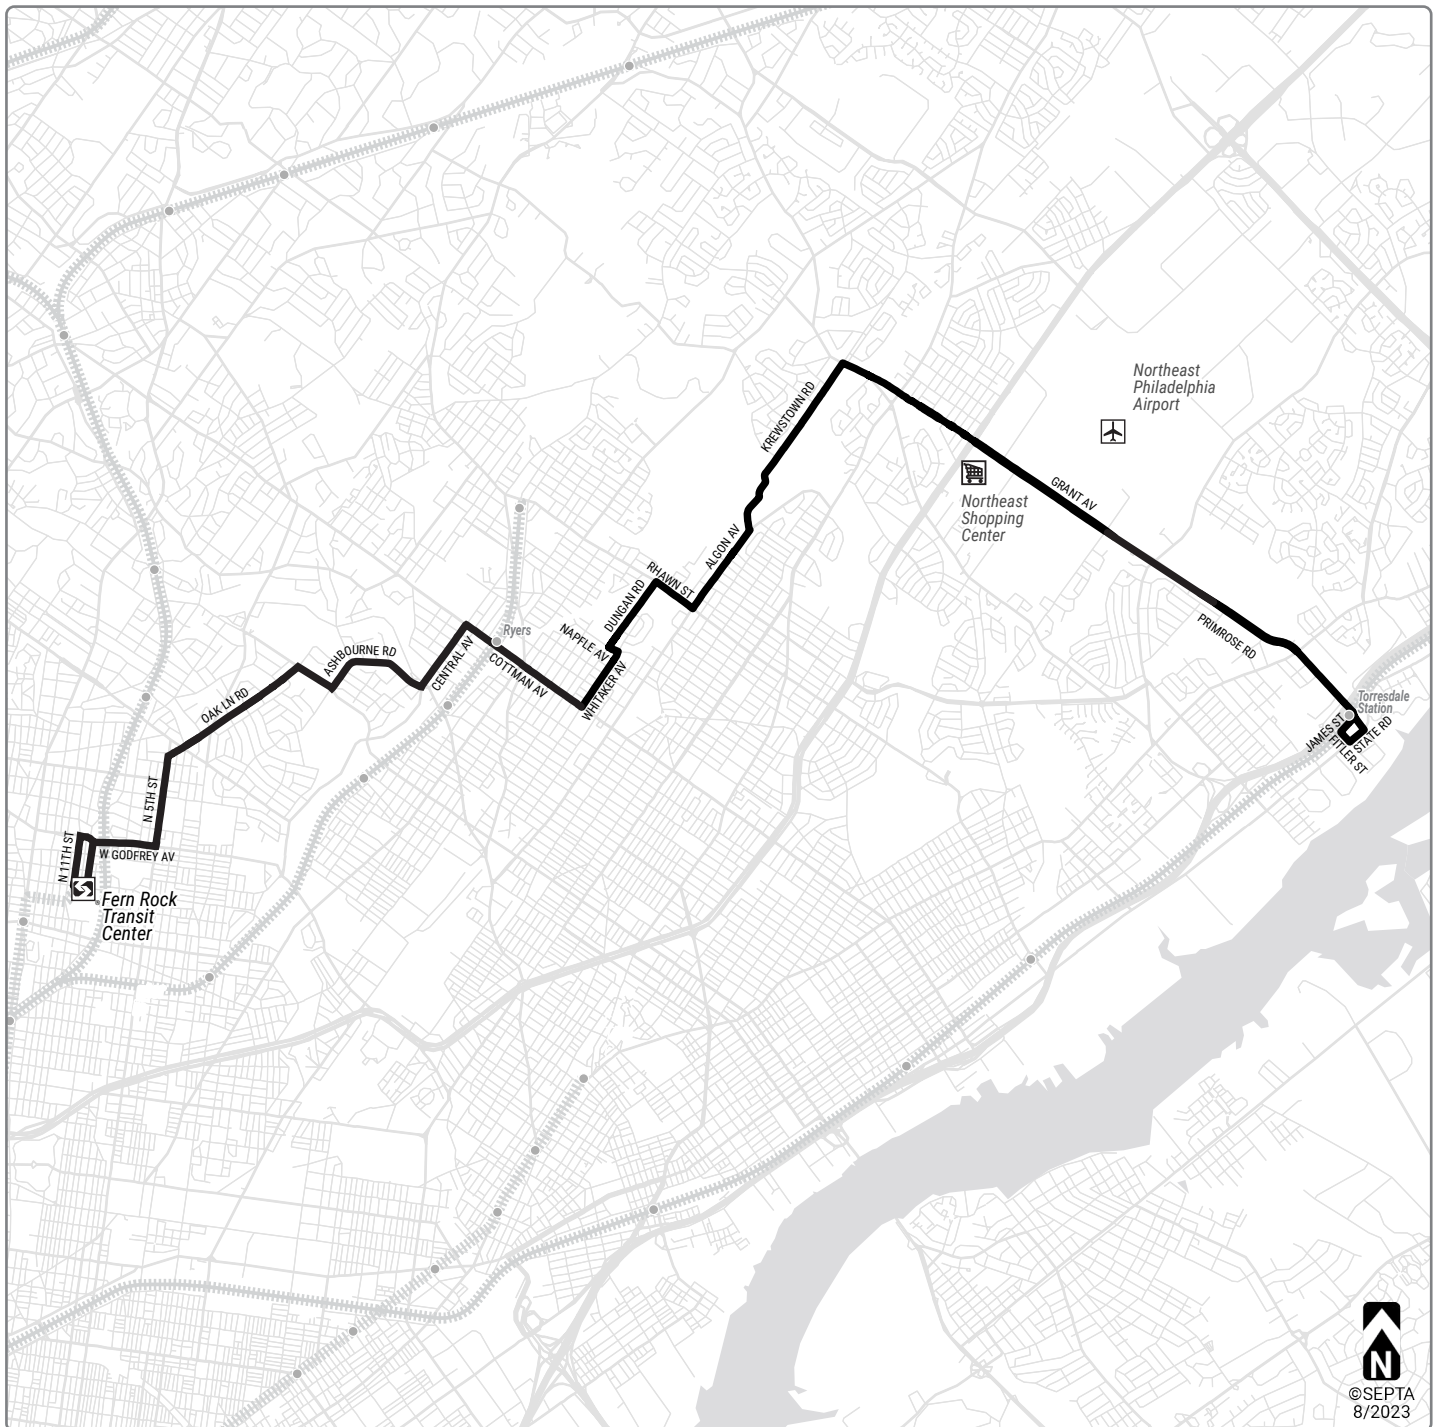 Northeast
Philadelphia
Airport
KREWSTOWN RD
GRANT AV
Northeast
Shopping
Center
ALGON AV
RHAWN ST
DUNGAN RD
NAPFLE AV
WHITAKER AV
Ryers
COTTMAN AV
CENTRAL AV
ASHBOURNE RD
OAK LN RD
PRIMROSE RD
Torresdale
Station
JAMES ST
FITLER ST
STATE RD
N 5TH ST
N 11TH ST
W GODFREY AV
Fern Rock
Transit
Center
N
©SEPTA
8/2023